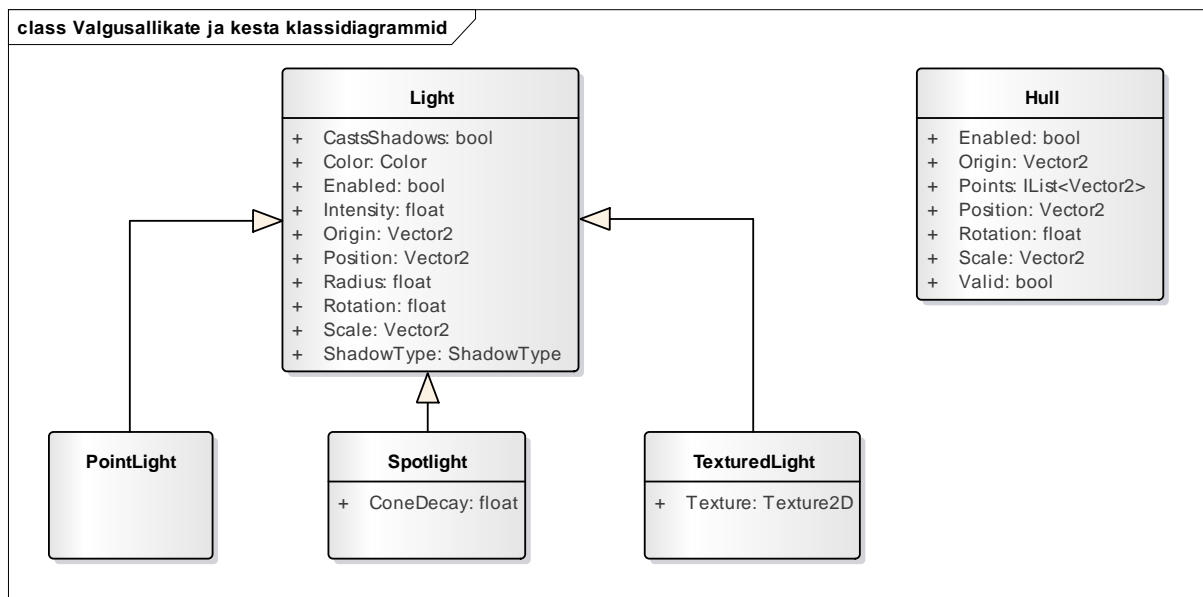 class Valgusallikate ja kesta klassidiagrammid
Light
+ CastsShadows: bool
+ Color: Color
+ Enabled: bool
+ Intensity: float
+ Origin: Vector2
+ Position: Vector2
+ Radius: float
+ Rotation: float
+ Scale: Vector2
+ ShadowType: ShadowType
Hull
+ Enabled: bool
+ Origin: Vector2
+ Points: IList<Vector2>
+ Position: Vector2
+ Rotation: float
+ Scale: Vector2
+ Valid: bool
PointLight
Spotlight
+ ConeDecay: float
TexturedLight
+ Texture: Texture2D